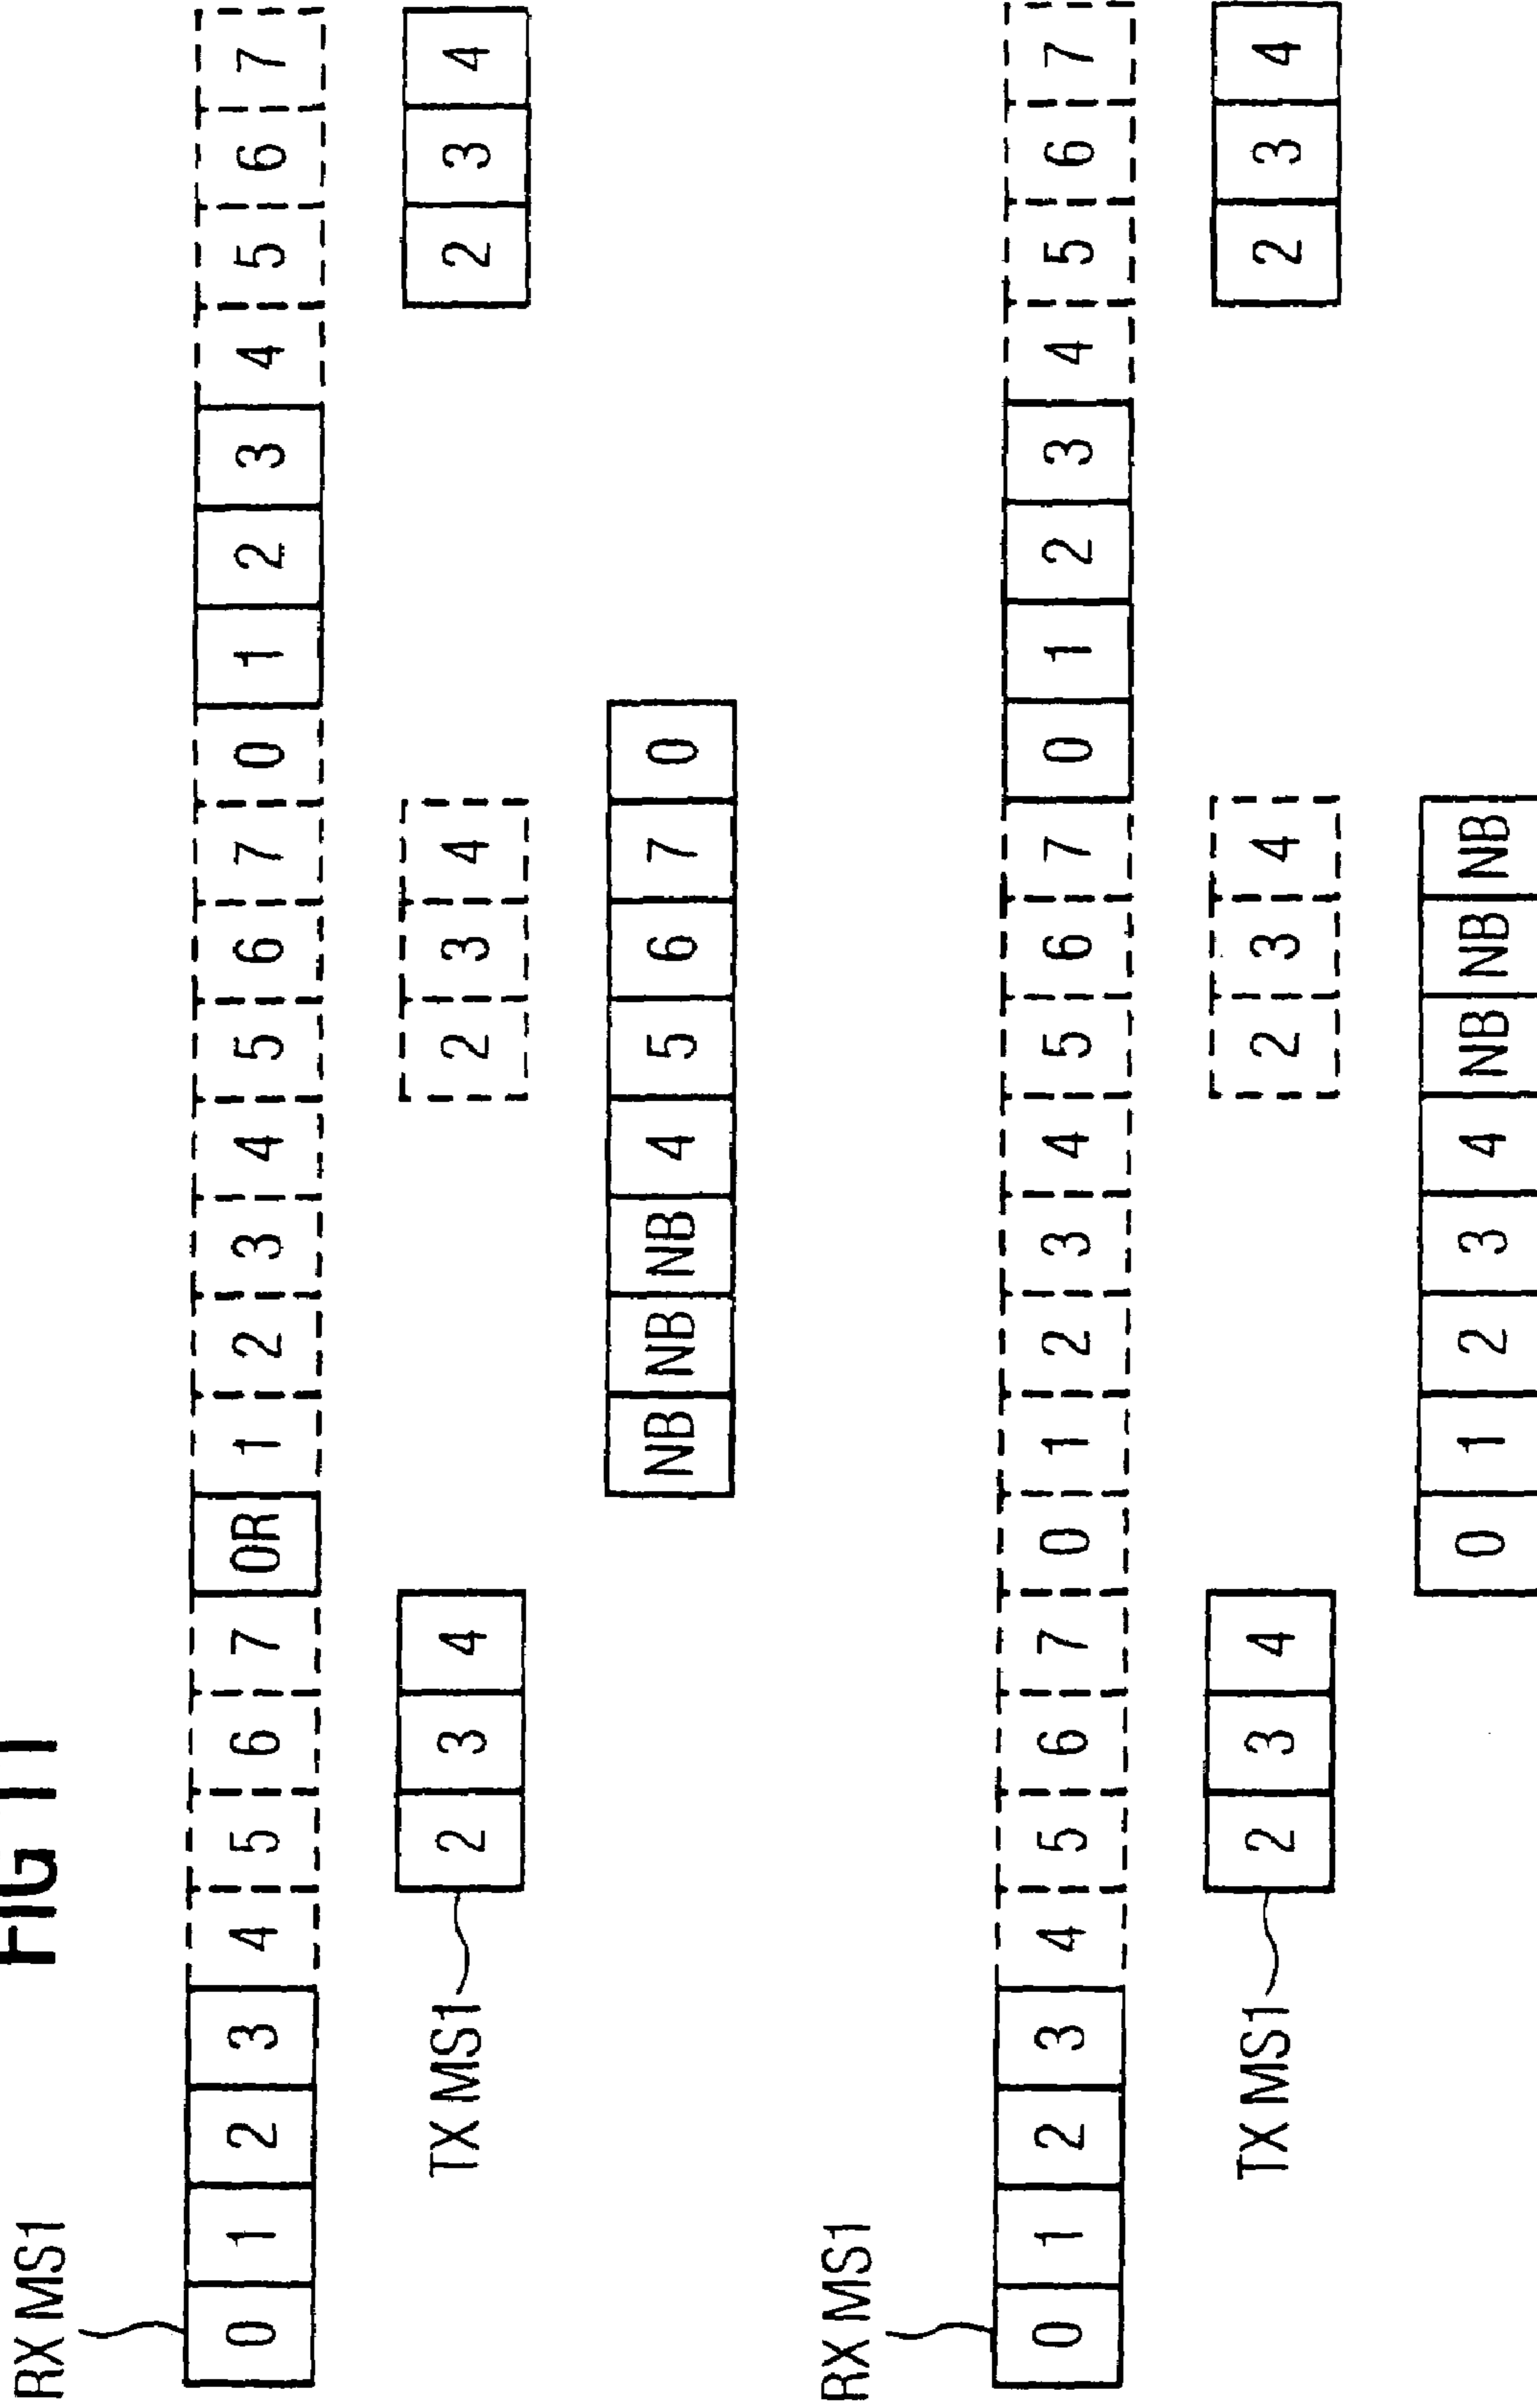 FIG 11
RX MS1
0 1 2 3 4 5 6 7 0R 1 2 3 4 5 6 7 0 1 2 3 4 5 6 7
TX MS1 2 3 4 2 3 4 2 3 4
NB NB NB 4 5 6 7 0
RX MS1
0 1 2 3 4 5 6 7 0 1 2 3 4 5 6 7 0 1 2 3 4 5 6 7
TX MS1 2 3 4 2 3 4 2 3 4
0 1 2 3 4 NB NB NB